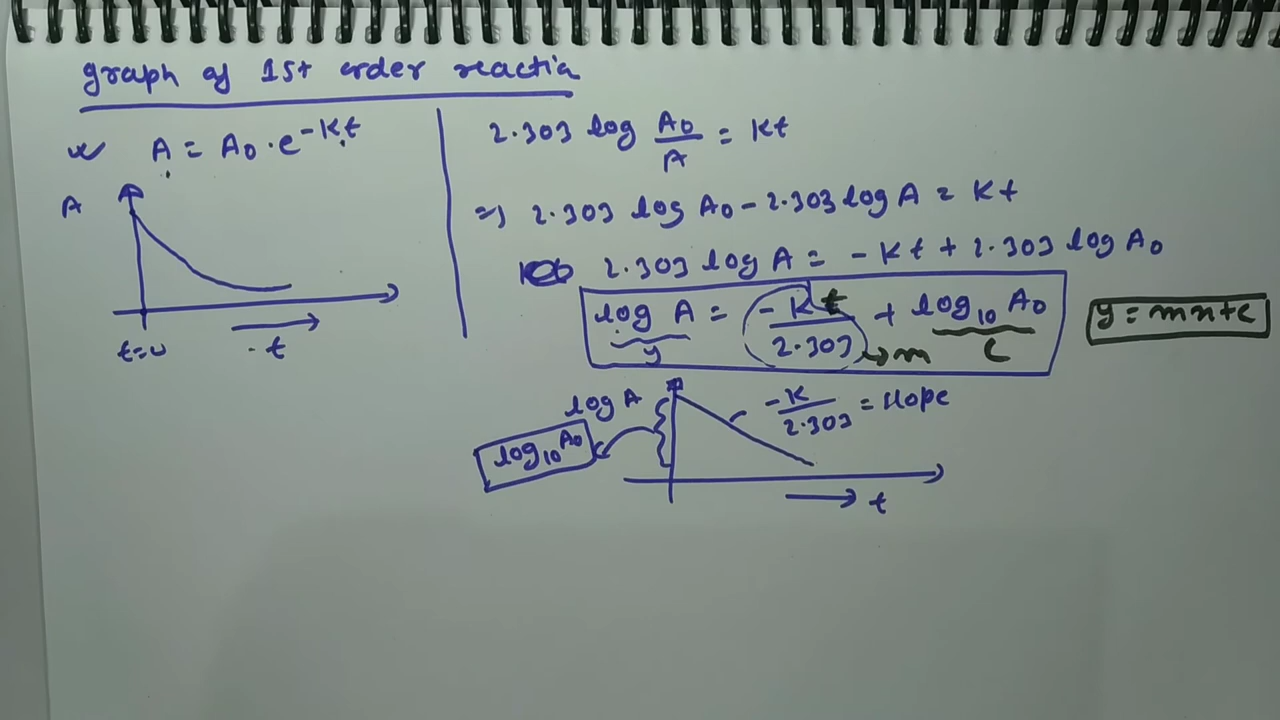 graph of 1st order reactia
A = A₀ · e^-Kt
A
t=0
t
2.303 log A₀/A = Kt
=) 2.303 log A₀ - 2.303 log A = Kt
2.303 log A = - Kt + 2.303 log A₀
log A = -Kt/2.303 + log₁₀ A₀
y = mx+c
y
m
C
log A
-K/2.303 = slope
log₁₀ A₀
t